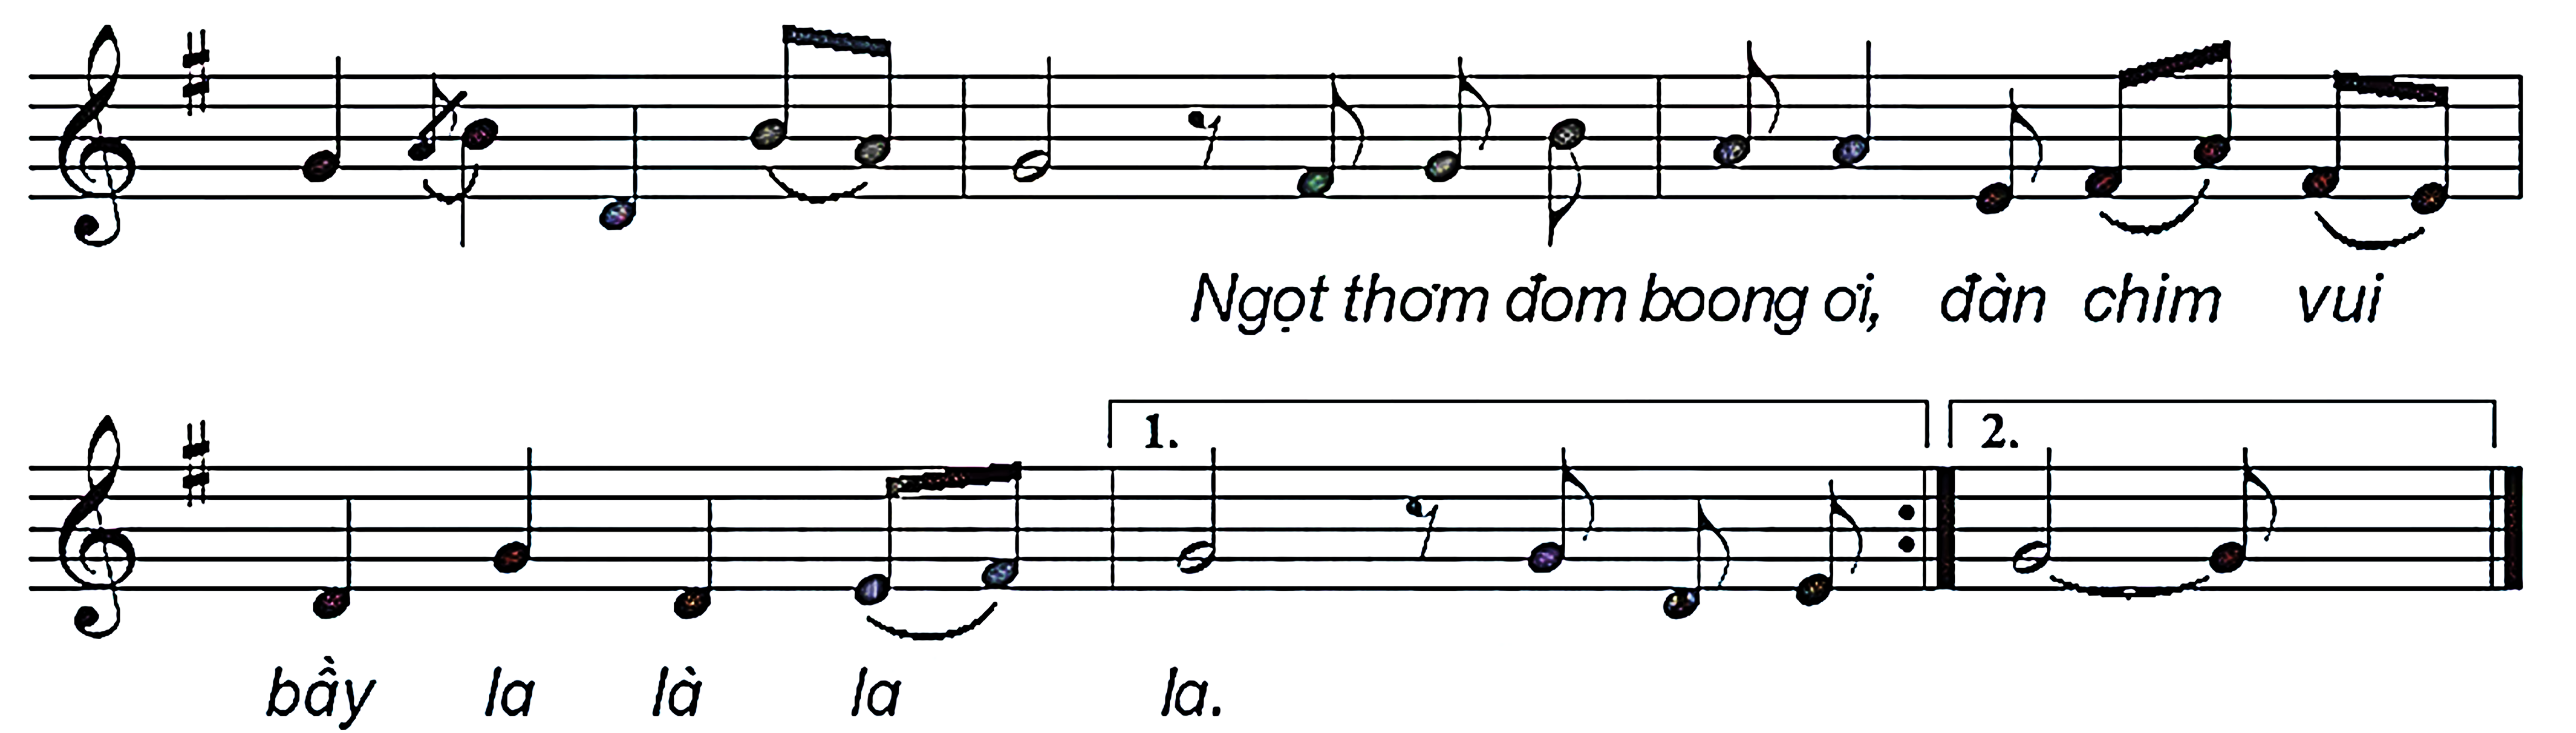 Ngọt thơm đom boong ơi, đàn chim vui
1. 2.
bầy la là la la.